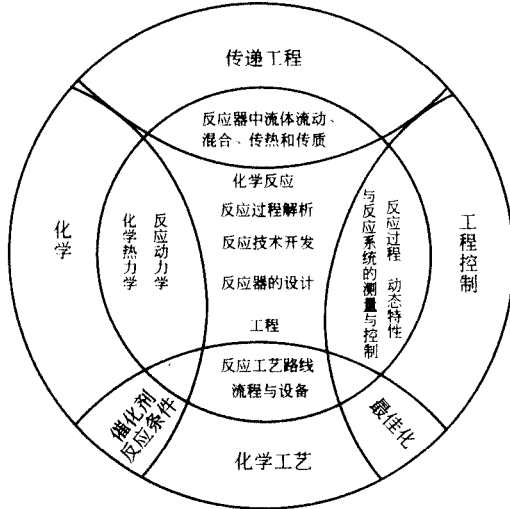 传递工程
反应器中流体流动、
混合、传热和传质
化学
化学热力学
反应动力学
化学反应
反应过程解析
反应技术开发
反应器的设计
工程
与反应系统的测量与控制
反应过程 动态特性
工程控制
反应工艺路线
流程与设备
催化剂
反应条件
化学工艺
最佳化